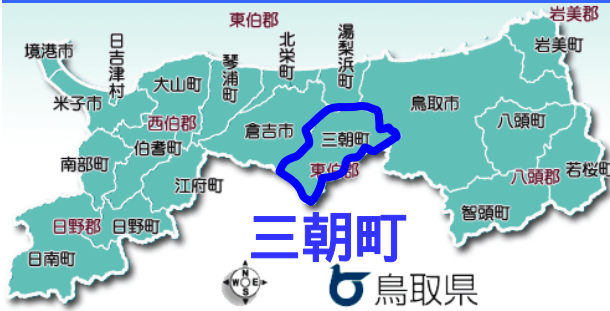 東伯郡
岩美郡
境港市
日吉津村
琴浦町
北栄町
湯梨浜町
岩美町
米子市
大山町
鳥取市
西伯郡
倉吉市
三朝町
八頭町
南部町
伯耆町
東伯郡
八頭郡
若桜町
江府町
日野郡
日野町
智頭町
日南町
三朝町
N
W O E
S
鳥取県